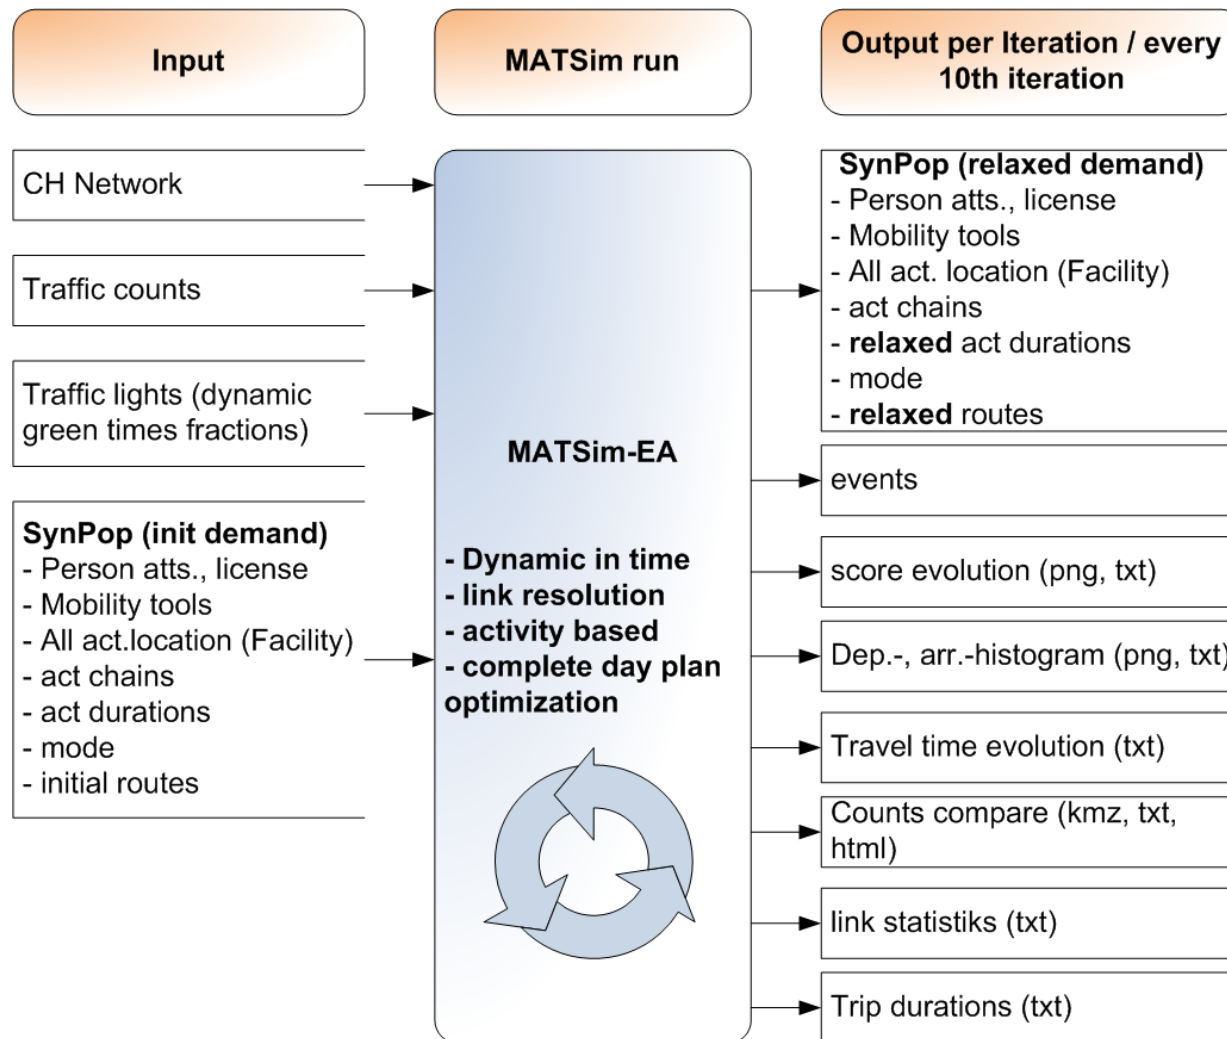 Input
MATSim run
Output per Iteration / every
10th iteration
CH Network
Traffic counts
Traffic lights (dynamic
green times fractions)
SynPop (init demand)
- Person atts., license
- Mobility tools
- All act.location (Facility)
- act chains
- act durations
- mode
- initial routes
MATSim-EA
- Dynamic in time
- link resolution
- activity based
- complete day plan
optimization
SynPop (relaxed demand)
- Person atts., license
- Mobility tools
- All act. location (Facility)
- act chains
- relaxed act durations
- mode
- relaxed routes
events
score evolution (png, txt)
Dep.-, arr.-histogram (png, txt)
Travel time evolution (txt)
Counts compare (kmz, txt,
html)
link statistiks (txt)
Trip durations (txt)